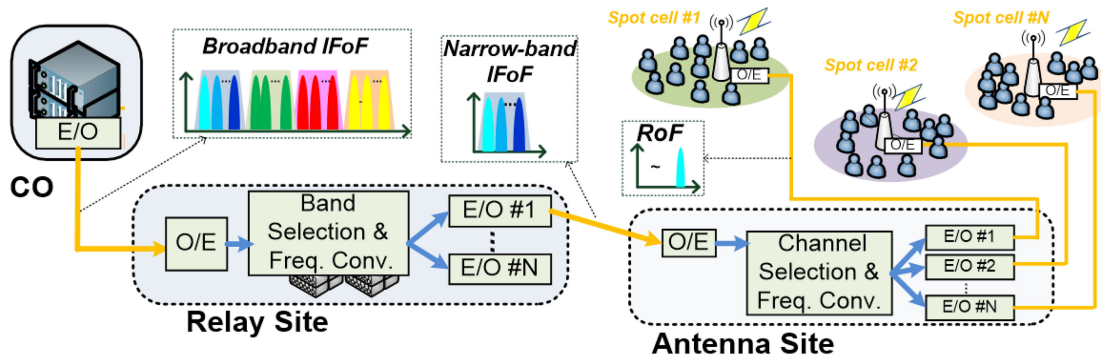 Spot cell #1
Spot cell #N
Broadband IFoF
...
...
...
...
Narrow-band
IFoF
...
O/E
Spot cell #2
O/E
O/E
E/O
RoF
~
CO
O/E
Band
Selection &
Freq. Conv.
E/O #1
E/O #N
O/E
Channel
Selection &
Freq. Conv.
E/O #1
E/O #2
E/O #N
Relay Site
Antenna Site